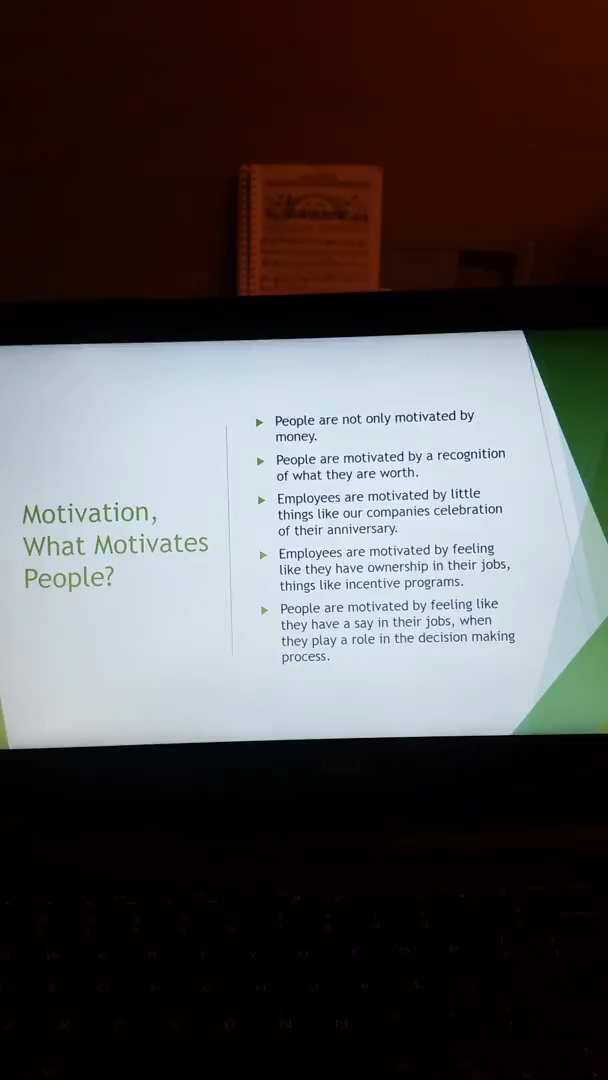 Motivation,
What Motivates
People?
People are not only motivated by
money.
People are motivated by a recognition
of what they are worth.
Employees are motivated by little
things like our companies celebration
of their anniversary.
Employees are motivated by feeling
like they have ownership in their jobs,
things like incentive programs.
People are motivated by feeling like
they have a say in their jobs, when
they play a role in the decision making
process.